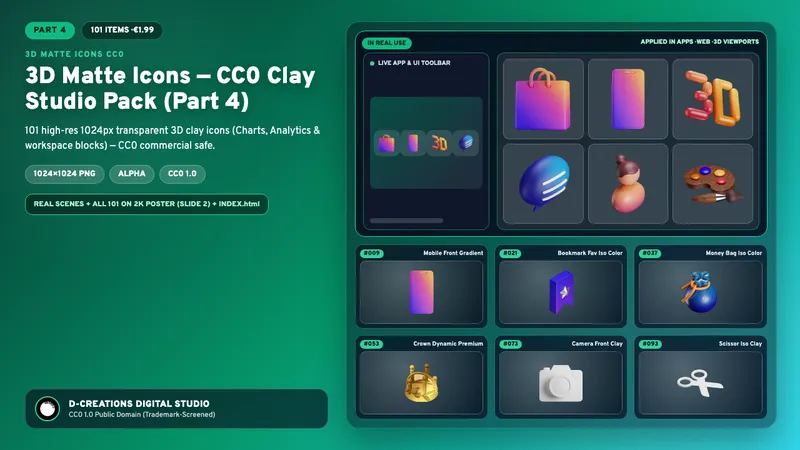 PART 4
101 ITEMS ·€1.99
3D MATTE ICONS CC0
3D Matte Icons — CC0 Clay
Studio Pack (Part 4)
101 high-res 1024px transparent 3D clay icons (Charts, Analytics &
workspace blocks) — CC0 commercial safe.
1024×1024 PNG
ALPHA
CC0 1.0
REAL SCENES + ALL 101 ON 2K POSTER (SLIDE 2) + INDEX.html
D-CREATIONS DIGITAL STUDIO
CC0 1.0 Public Domain (Trademark-Screened)
IN REAL USE
APPLIED IN APPS ·WEB ·3D VIEWPORTS
LIVE APP & UI TOOLBAR
3D
3D
#009
Mobile Front Gradient
#021
Bookmark Fav Iso Color
#037
Money Bag Iso Color
#053
Crown Dynamic Premium
#073
Camera Front Clay
#093
Scissor Iso Clay